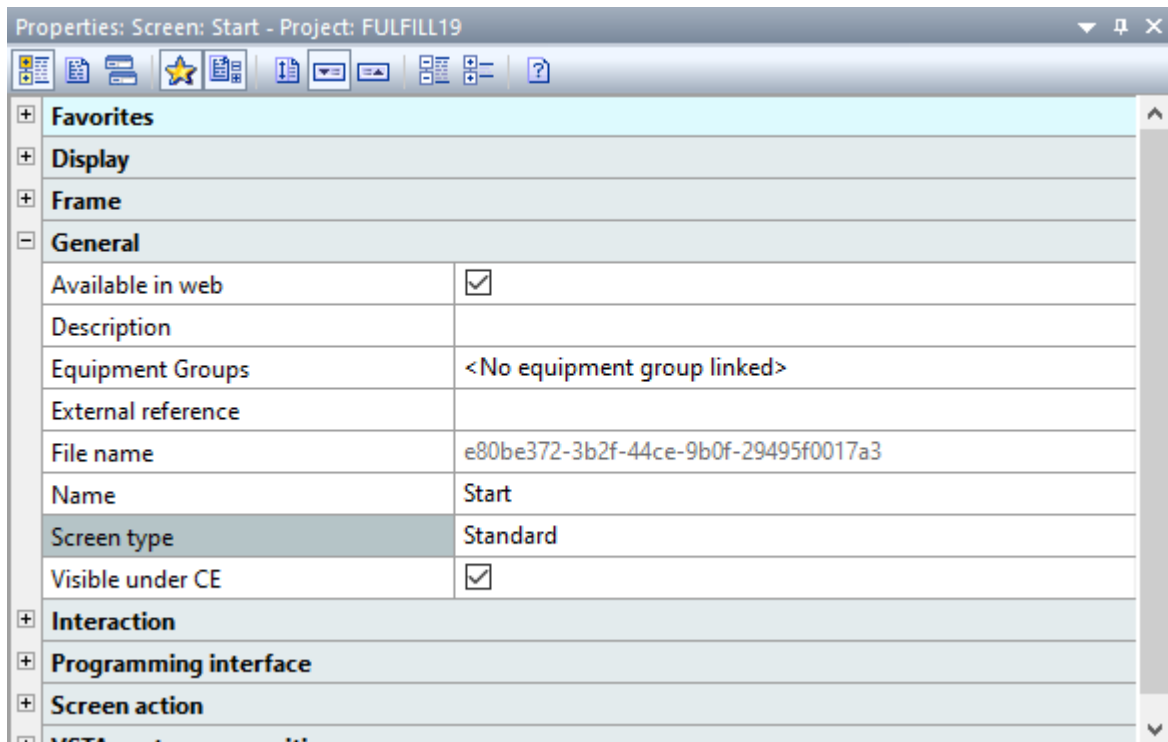 Properties: Screen: Start - Project: FULFILL19
Favorites
Display
Frame
General
Available in web
Description
Equipment Groups <No equipment group linked>
External reference
File name e80be372-3b2f-44ce-9b0f-29495f0017a3
Name Start
Screen type Standard
Visible under CE
Interaction
Programming interface
Screen action